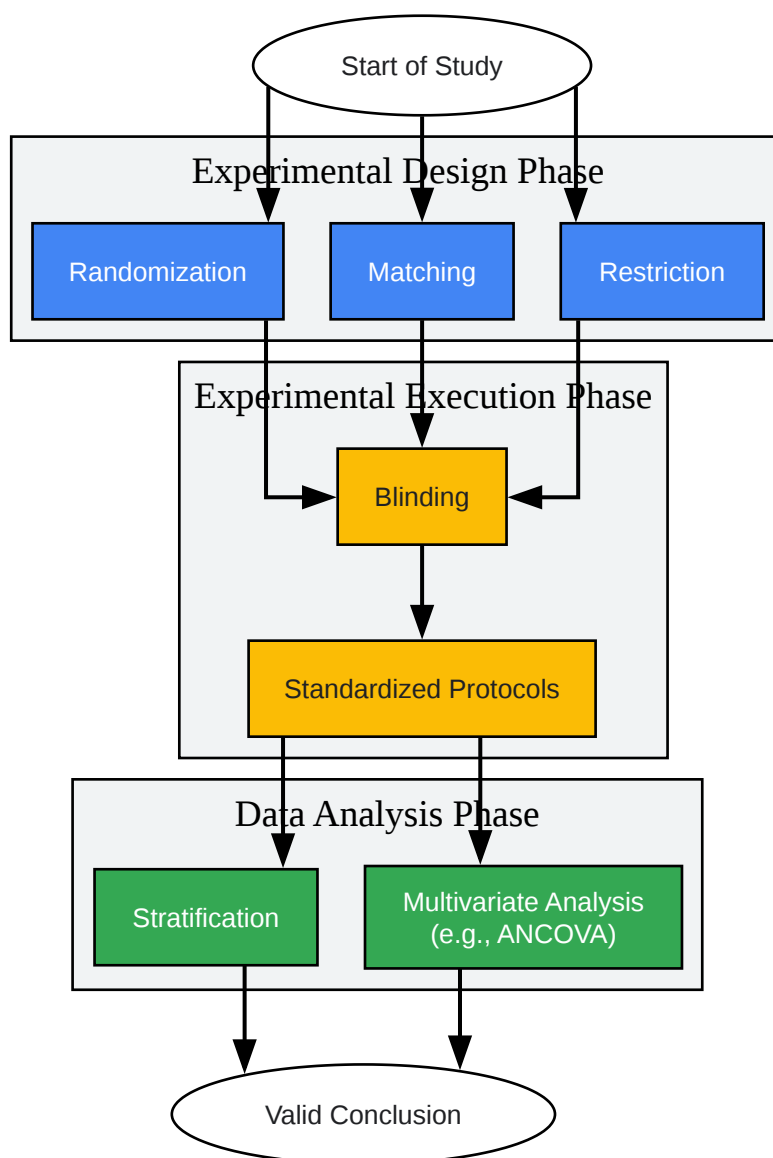 Start of Study
Experimental Design Phase
Randomization
Matching
Restriction
Experimental Execution Phase
Blinding
Standardized Protocols
Data Analysis Phase
Stratification
Multivariate Analysis
(e.g., ANCOVA)
Valid Conclusion